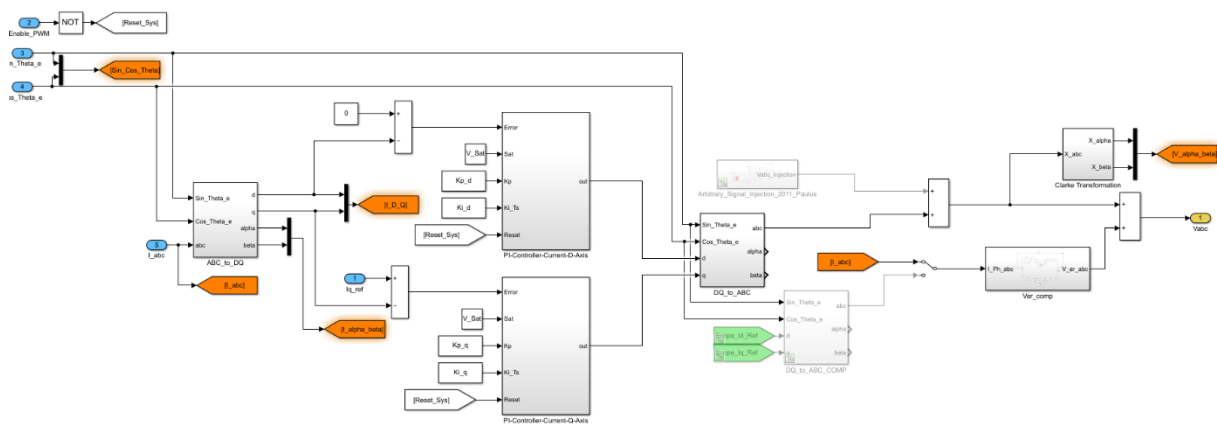 2
Enable_PWM
NOT
[Reset_Sys]
3
in_Theta_e
4
os_Theta_e
[Sin_Cos_Theta]
5
I_abc
Sin_Theta_e
Cos_Theta_e
abc
d
q
alpha
beta
ABC_to_DQ
[I_abc]
[I_D_Q]
[I_alpha_beta]
0
+
−
V_Sat
Kp_d
Ki_d
[Reset_Sys]
Error
Sat
Kp
Ki_Ts
Reset
out
PI-Controller-Current-D-Axis
1
Iq_ref
+
−
V_Sat
Kp_q
Ki_q
[Reset_Sys]
Error
Sat
Kp
Ki_Ts
Reset
out
PI-Controller-Current-Q-Axis
Arbitrary_Signal_Injection_2011_Paulus
Sin_Theta_e
Cos_Theta_e
d
q
abc
alpha
beta
DQ_to_ABC
Sin_Theta_e
Cos_Theta_e
d
abc
alpha
beta
DQ_to_ABC_COMP
+
+
X_abc
X_alpha
X_beta
Clarke Transformation
[V_alpha_beta]
[I_abc]
I_Ph_abc
V_er_abc
Ver_comp
+
+
1
Vabc